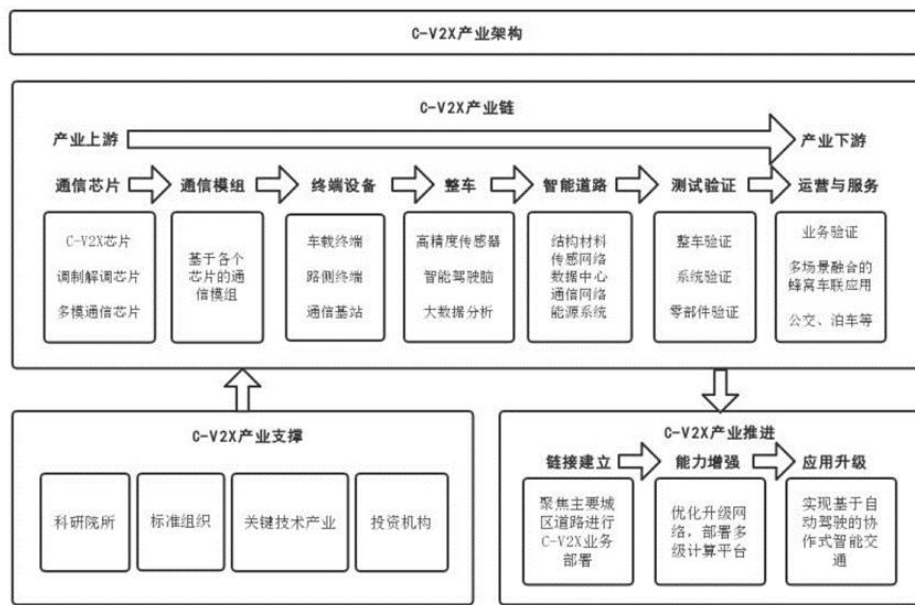 C-V2X产业架构
C-V2X产业链
产业上游
产业下游
通信芯片
通信模组
终端设备
整车
智能道路
测试验证
运营与服务
C-V2X芯片
调制解调芯片
多模通信芯片
基于各个
芯片的通
信模组
车载终端
路侧终端
通信基站
高精度传感器
智能驾驶脑
大数据分析
结构材料
传感网络
数据中心
通信网络
能源系统
整车验证
系统验证
零部件验证
业务验证
多场景融合的
蜂窝车联应用
公交、泊车等
C-V2X产业支撑
科研院所
标准组织
关键技术产业
投资机构
C-V2X产业推进
链接建立
能力增强
应用升级
聚焦主要城
区道路进行
C-V2X业务
部署
优化升级网
络，部署多
级计算平台
实现基于自
动驾驶的协
作式智能交
通